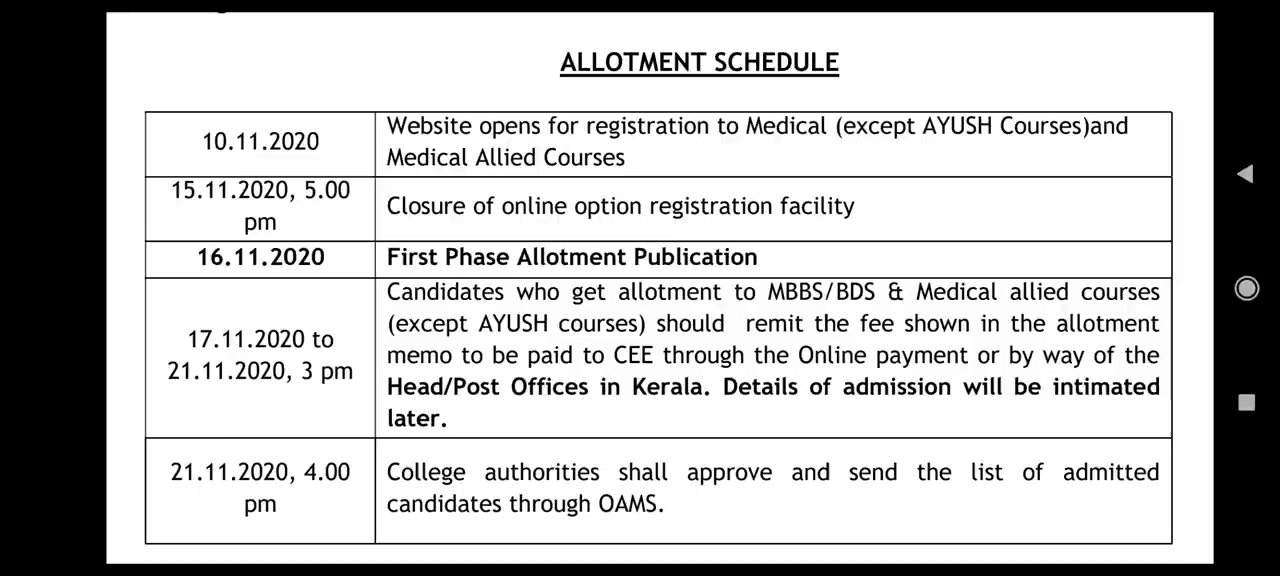 ALLOTMENT SCHEDULE
10.11.2020
Website opens for registration to Medical (except AYUSH Courses)and
Medical Allied Courses
15.11.2020, 5.00
pm
Closure of online option registration facility
16.11.2020
First Phase Allotment Publication
17.11.2020 to
21.11.2020, 3 pm
Candidates who get allotment to MBBS/BDS & Medical allied courses
(except AYUSH courses) should remit the fee shown in the allotment
memo to be paid to CEE through the Online payment or by way of the
Head/Post Offices in Kerala. Details of admission will be intimated
later.
21.11.2020, 4.00
pm
College authorities shall approve and send the list of admitted
candidates through OAMS.